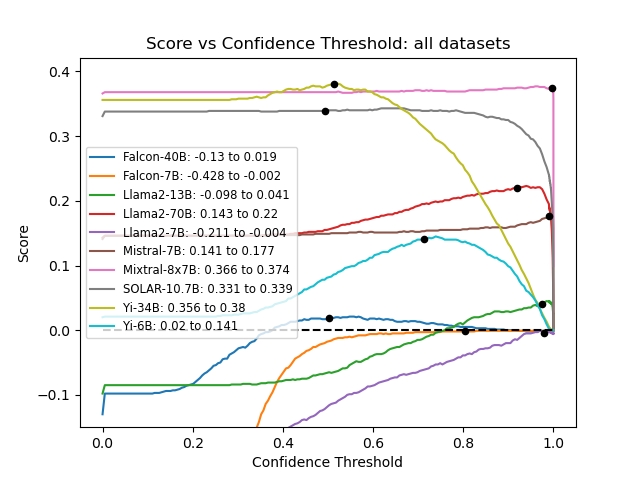 Score vs Confidence Threshold: all datasets
Score
0.4
0.3
0.2
0.1
0.0
−0.1
Falcon-40B: -0.13 to 0.019
Falcon-7B: -0.428 to -0.002
Llama2-13B: -0.098 to 0.041
Llama2-70B: 0.143 to 0.22
Llama2-7B: -0.211 to -0.004
Mistral-7B: 0.141 to 0.177
Mixtral-8x7B: 0.366 to 0.374
SOLAR-10.7B: 0.331 to 0.339
Yi-34B: 0.356 to 0.38
Yi-6B: 0.02 to 0.141
0.0 0.2 0.4 0.6 0.8 1.0
Confidence Threshold